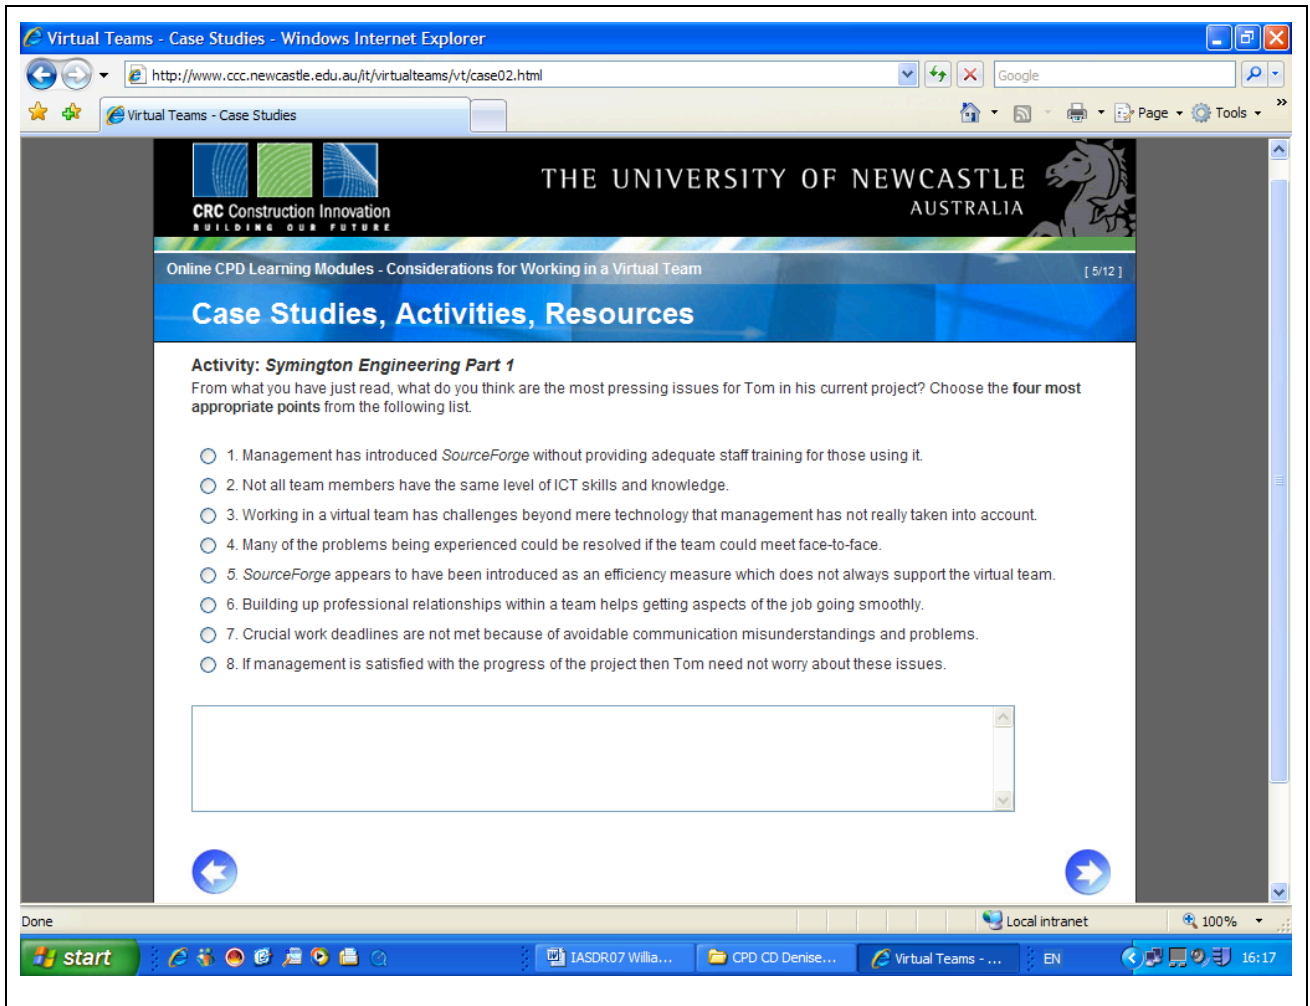 Virtual Teams - Case Studies - Windows Internet Explorer
http://www.ccc.newcastle.edu.au/it/virtualteams/vt/case02.html
Google
Virtual Teams - Case Studies
Page
Tools
THE UNIVERSITY OF NEWCASTLE
AUSTRALIA
CRC Construction Innovation
BUILDING OUR FUTURE
Online CPD Learning Modules - Considerations for Working in a Virtual Team
[ 5/12 ]
Case Studies, Activities, Resources
Activity: Symington Engineering Part 1
From what you have just read, what do you think are the most pressing issues for Tom in his current project? Choose the four most
appropriate points from the following list.
1. Management has introduced SourceForge without providing adequate staff training for those using it.
2. Not all team members have the same level of ICT skills and knowledge.
3. Working in a virtual team has challenges beyond mere technology that management has not really taken into account.
4. Many of the problems being experienced could be resolved if the team could meet face-to-face.
5. SourceForge appears to have been introduced as an efficiency measure which does not always support the virtual team.
6. Building up professional relationships within a team helps getting aspects of the job going smoothly.
7. Crucial work deadlines are not met because of avoidable communication misunderstandings and problems.
8. If management is satisfied with the progress of the project then Tom need not worry about these issues.
Done
Local intranet
100%
start
IASDR07 Willia...
CPD CD Denise...
Virtual Teams - ...
EN
16:17